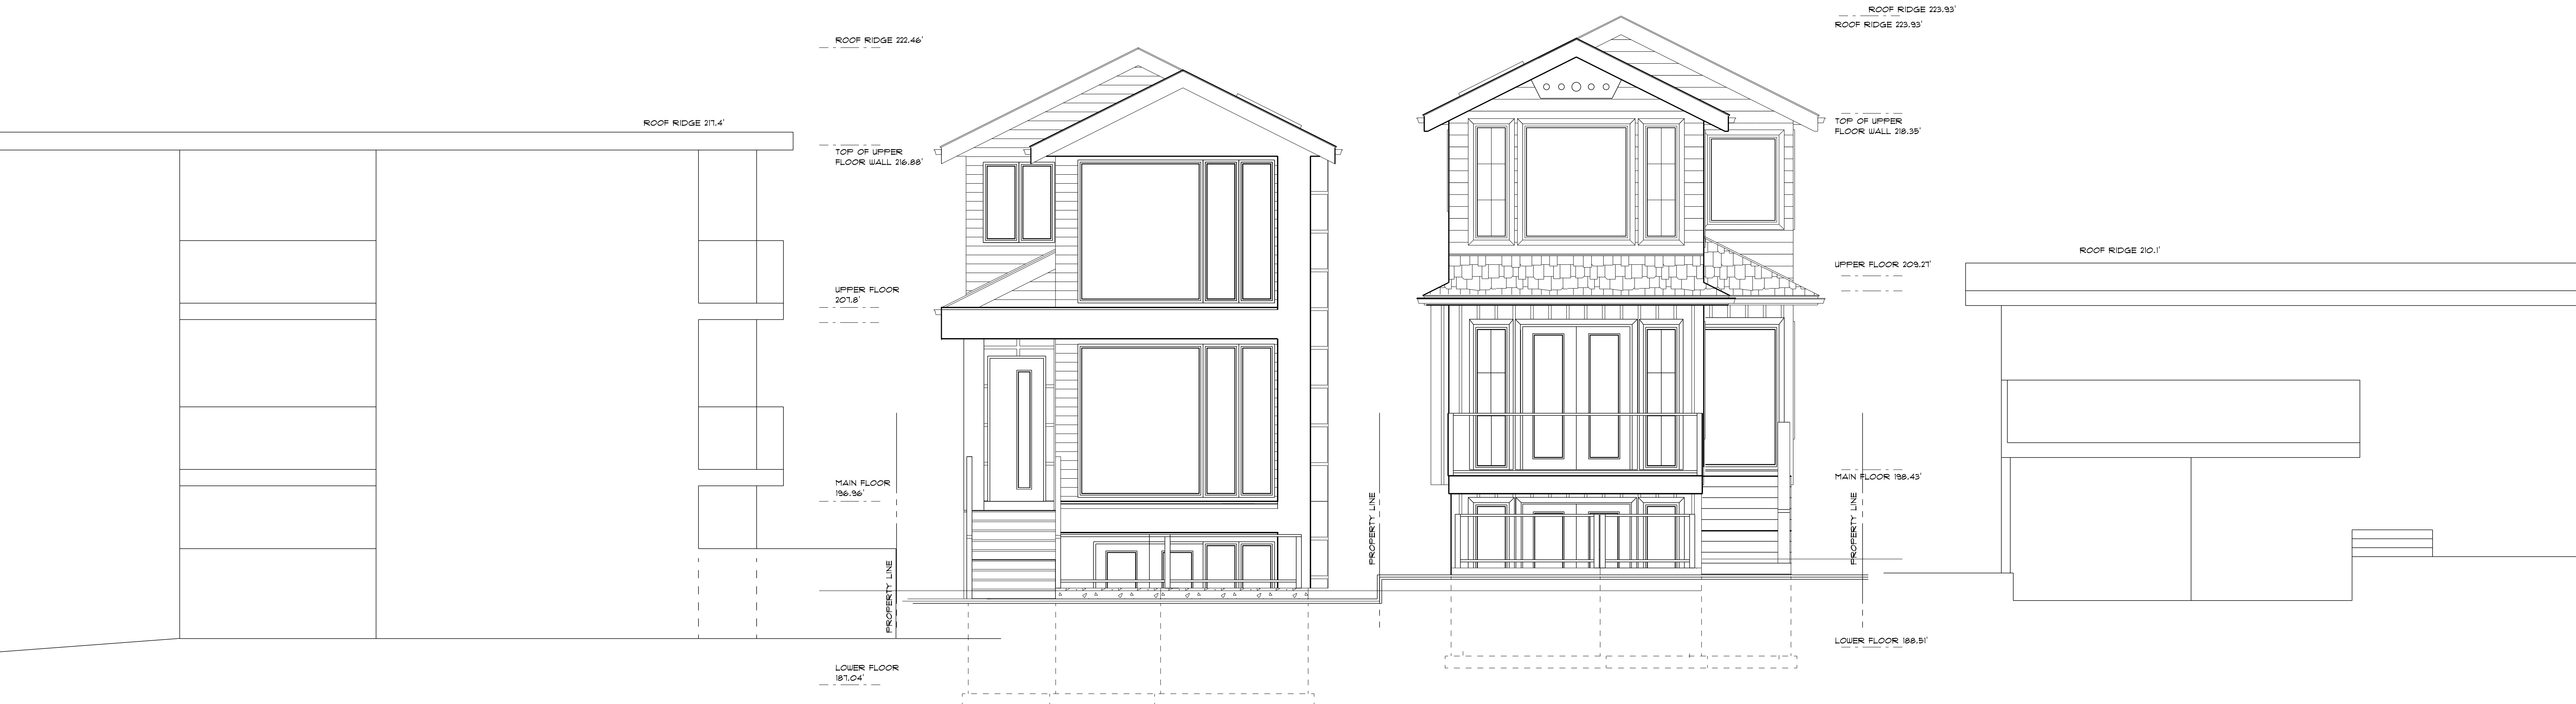 ROOF RIDGE 223.93'
ROOF RIDGE 223.93'
ROOF RIDGE 222.46'
ROOF RIDGE 217.4'
TOP OF UPPER
FLOOR WALL 216.88'
TOP OF UPPER
FLOOR WALL 218.35'
ROOF RIDGE 210.1'
UPPER FLOOR
207.8'
UPPER FLOOR 209.27'
MAIN FLOOR
196.96'
MAIN FLOOR 198.43'
PROPERTY LINE
PROPERTY LINE
PROPERTY LINE
LOWER FLOOR
187.04'
LOWER FLOOR 188.51'